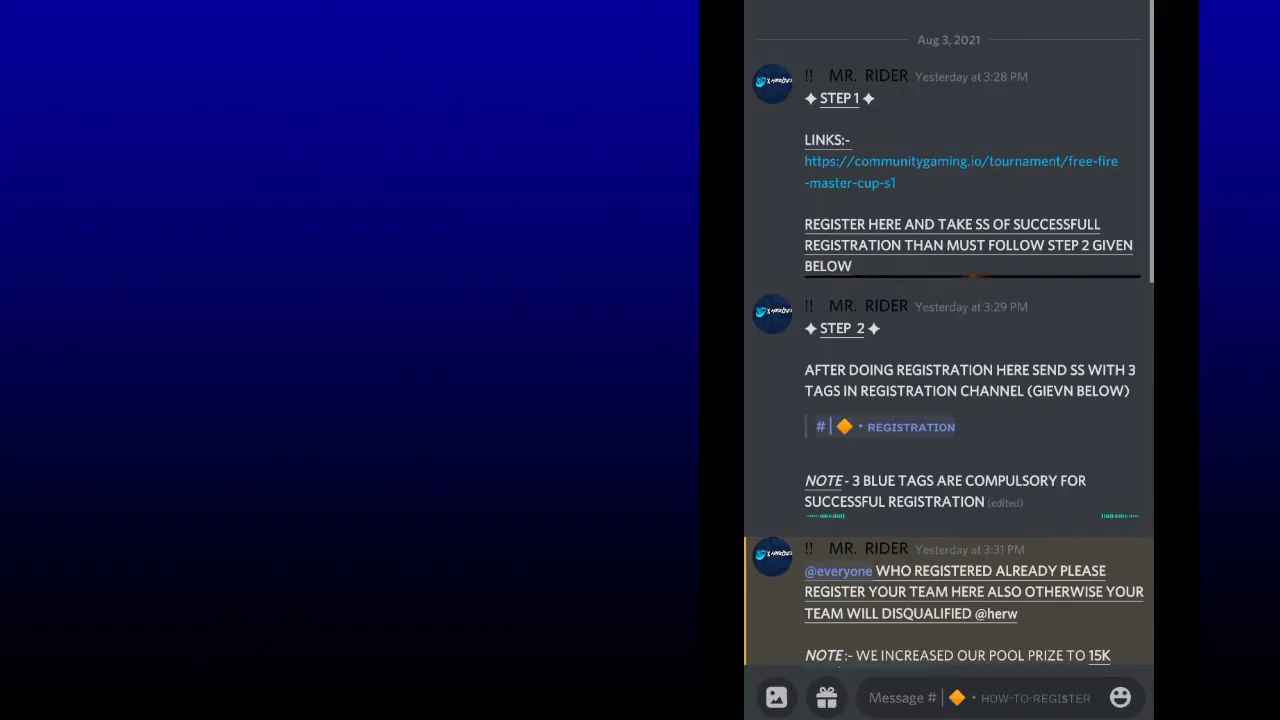 Aug 3, 2021
!! MR. RIDER Yesterday at 3:28 PM
✦ STEP 1 ✦
LINKS:-
https://communitygaming.io/tournament/free-fire
-master-cup-s1
REGISTER HERE AND TAKE SS OF SUCCESSFULL
REGISTRATION THAN MUST FOLLOW STEP 2 GIVEN
BELOW
!! MR. RIDER Yesterday at 3:29 PM
✦ STEP 2 ✦
AFTER DOING REGISTRATION HERE SEND SS WITH 3
TAGS IN REGISTRATION CHANNEL (GIEVN BELOW)
# |🔶 • REGISTRATION
NOTE - 3 BLUE TAGS ARE COMPULSORY FOR
SUCCESSFUL REGISTRATION (edited)
!! MR. RIDER Yesterday at 3:31 PM
@everyone WHO REGISTERED ALREADY PLEASE
REGISTER YOUR TEAM HERE ALSO OTHERWISE YOUR
TEAM WILL DISQUALIFIED @herw
NOTE :- WE INCREASED OUR POOL PRIZE TO 15K
Message # |🔶 • HOW-TO-REGISTER